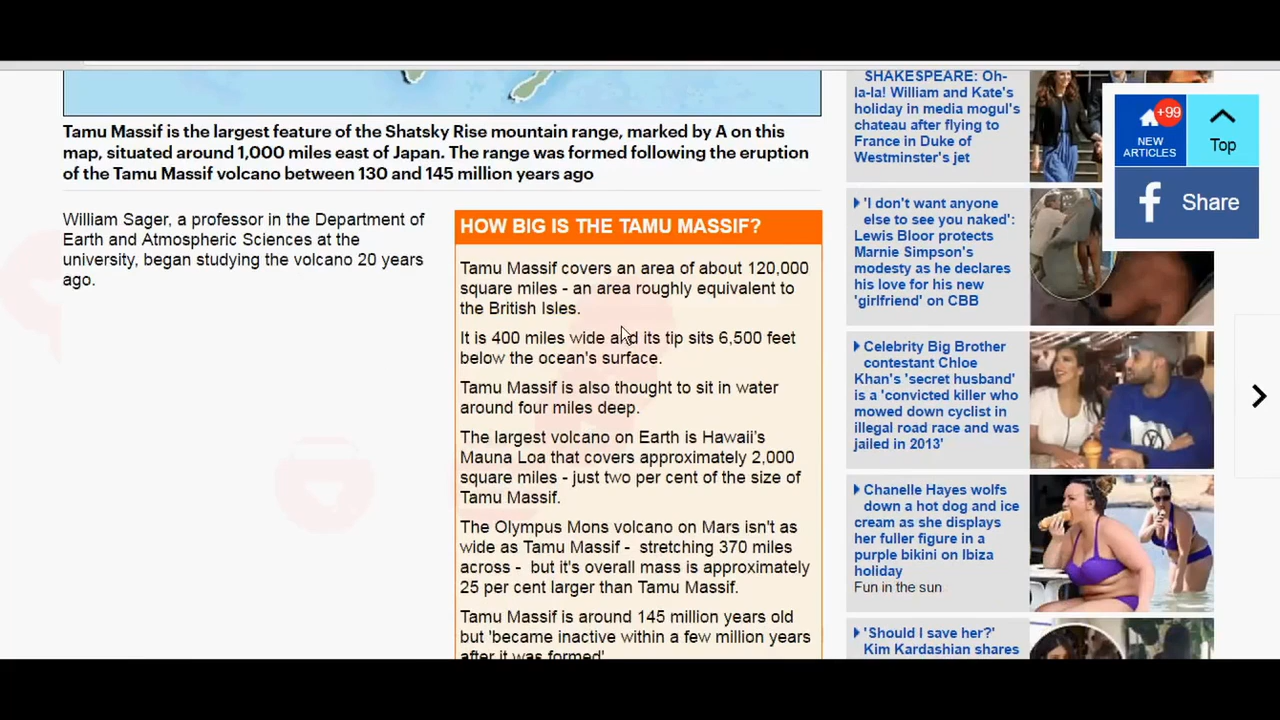 Tamu Massif is the largest feature of the Shatsky Rise mountain range, marked by A on this
map, situated around 1,000 miles east of Japan. The range was formed following the eruption
of the Tamu Massif volcano between 130 and 145 million years ago
William Sager, a professor in the Department of
Earth and Atmospheric Sciences at the
university, began studying the volcano 20 years
ago.
HOW BIG IS THE TAMU MASSIF?
Tamu Massif covers an area of about 120,000
square miles - an area roughly equivalent to
the British Isles.
It is 400 miles wide and its tip sits 6,500 feet
below the ocean's surface.
Tamu Massif is also thought to sit in water
around four miles deep.
The largest volcano on Earth is Hawaii's
Mauna Loa that covers approximately 2,000
square miles - just two per cent of the size of
Tamu Massif.
The Olympus Mons volcano on Mars isn't as
wide as Tamu Massif - stretching 370 miles
across - but it's overall mass is approximately
25 per cent larger than Tamu Massif.
Tamu Massif is around 145 million years old
but 'became inactive within a few million years
after it was formed'
SHAKESPEARE: Oh-
la-la! William and Kate's
holiday in media mogul's
chateau after flying to
France in Duke of
Westminster's jet
'I don't want anyone
else to see you naked':
Lewis Bloor protects
Marnie Simpson's
modesty as he declares
his love for his new
'girlfriend' on CBB
Celebrity Big Brother
contestant Chloe
Khan's 'secret husband'
is a 'convicted killer who
mowed down cyclist in
illegal road race and was
jailed in 2013'
Chanelle Hayes wolfs
down a hot dog and ice
cream as she displays
her fuller figure in a
purple bikini on Ibiza
holiday
Fun in the sun
'Should I save her?'
Kim Kardashian shares
+99
NEW
ARTICLES
Top
Share